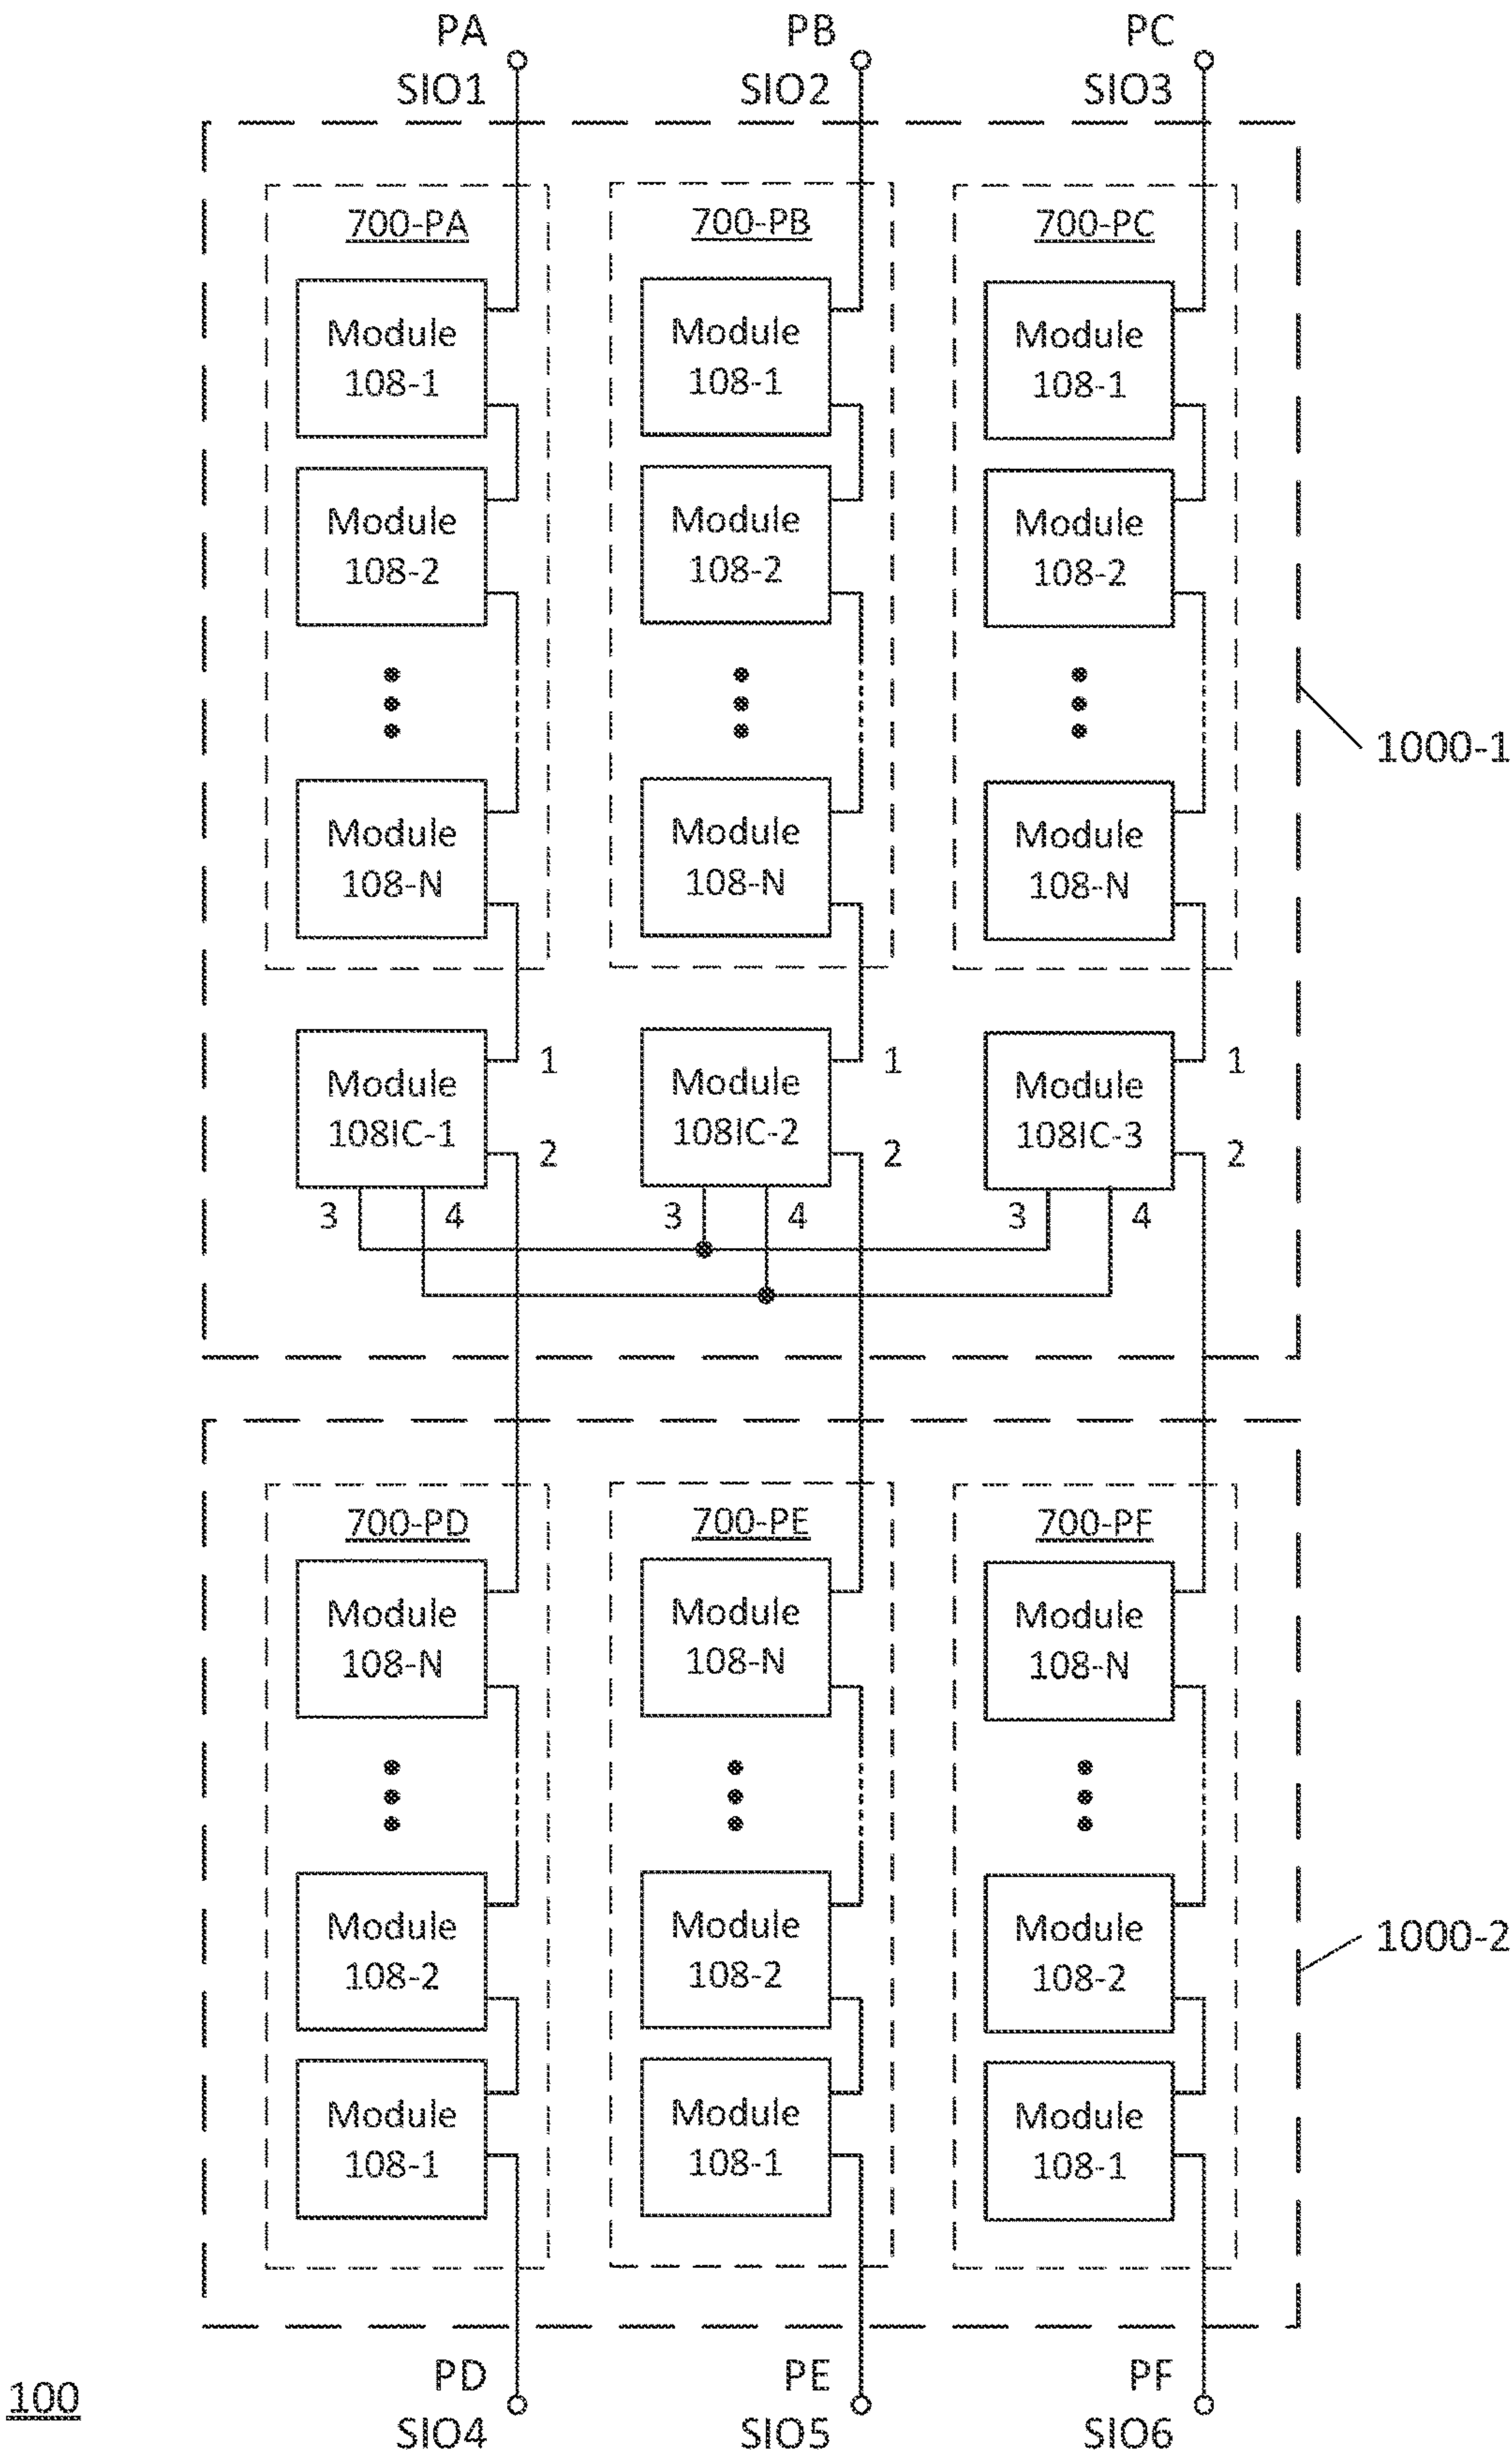 PA
PB
PC
SIO1
SIO2
SIO3
700-PA
700-PB
700-PC
Module
108-1
Module
108-1
Module
108-1
Module
108-2
Module
108-2
Module
108-2
1000-1
Module
108-N
Module
108-N
Module
108-N
Module
108IC-1
1
2
3
4
Module
108IC-2
1
2
3
4
Module
108IC-3
1
2
3
4
700-PD
700-PE
700-PF
Module
108-N
Module
108-N
Module
108-N
Module
108-2
Module
108-2
Module
108-2
1000-2
Module
108-1
Module
108-1
Module
108-1
PD
PE
PF
100
SIO4
SIO5
SIO6